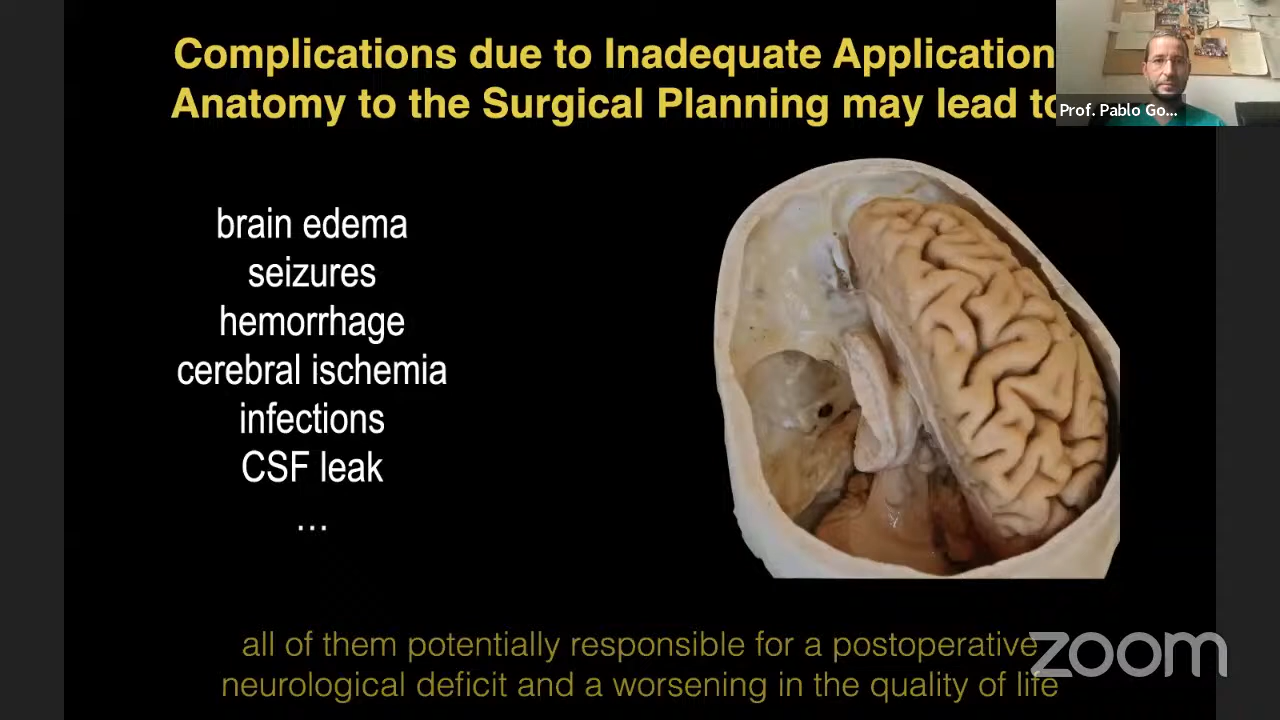 Complications due to Inadequate Application
Anatomy to the Surgical Planning may lead to
Prof. Pablo Go...
brain edema
seizures
hemorrhage
cerebral ischemia
infections
CSF leak
...
all of them potentially responsible for a postoperative
neurological deficit and a worsening in the quality of life
zoom